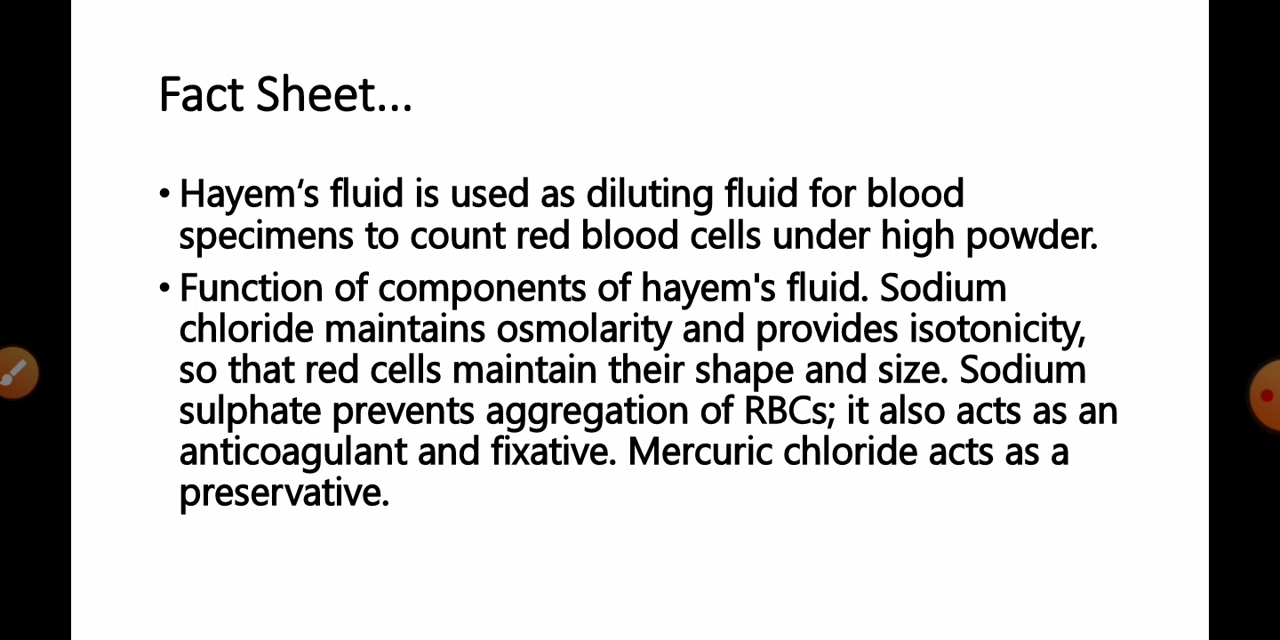 Fact Sheet...
• Hayem‘s fluid is used as diluting fluid for blood
specimens to count red blood cells under high powder.
• Function of components of hayem's fluid. Sodium
chloride maintains osmolarity and provides isotonicity,
so that red cells maintain their shape and size. Sodium
sulphate prevents aggregation of RBCs; it also acts as an
anticoagulant and fixative. Mercuric chloride acts as a
preservative.